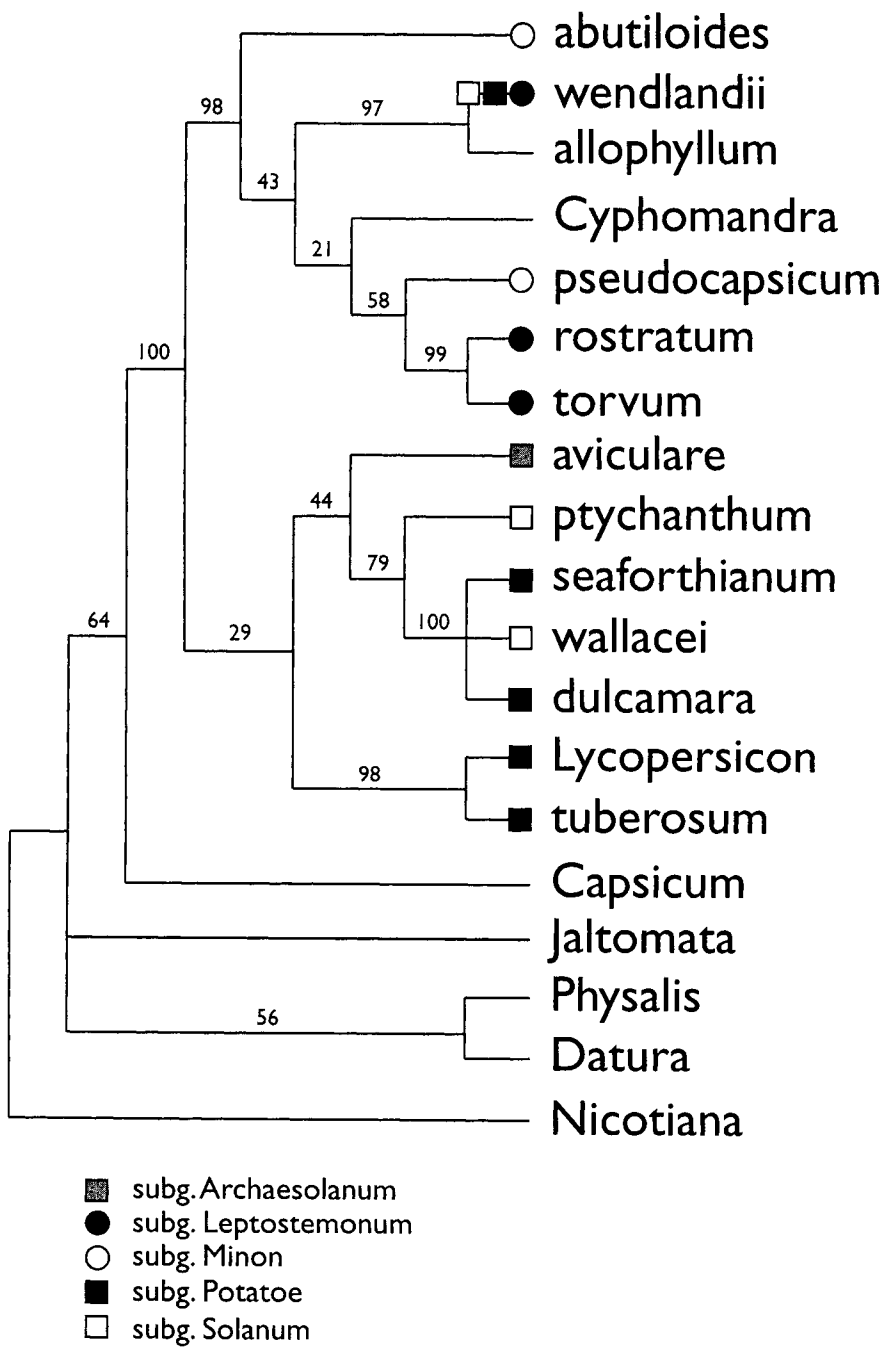 abutiloides
98
wendlandii
97
allophyllum
43
Cyphomandra
21
pseudocapsicum
58
rostratum
99
100
torvum
aviculare
44
ptychanthum
79
seaforthianum
64
29
100
wallacei
dulcamara
Lycopersicon
98
tuberosum
Capsicum
Jaltomata
Physalis
56
Datura
Nicotiana
subg. Archaesolanum
subg. Leptostemonum
subg. Minon
subg. Potatoe
subg. Solanum